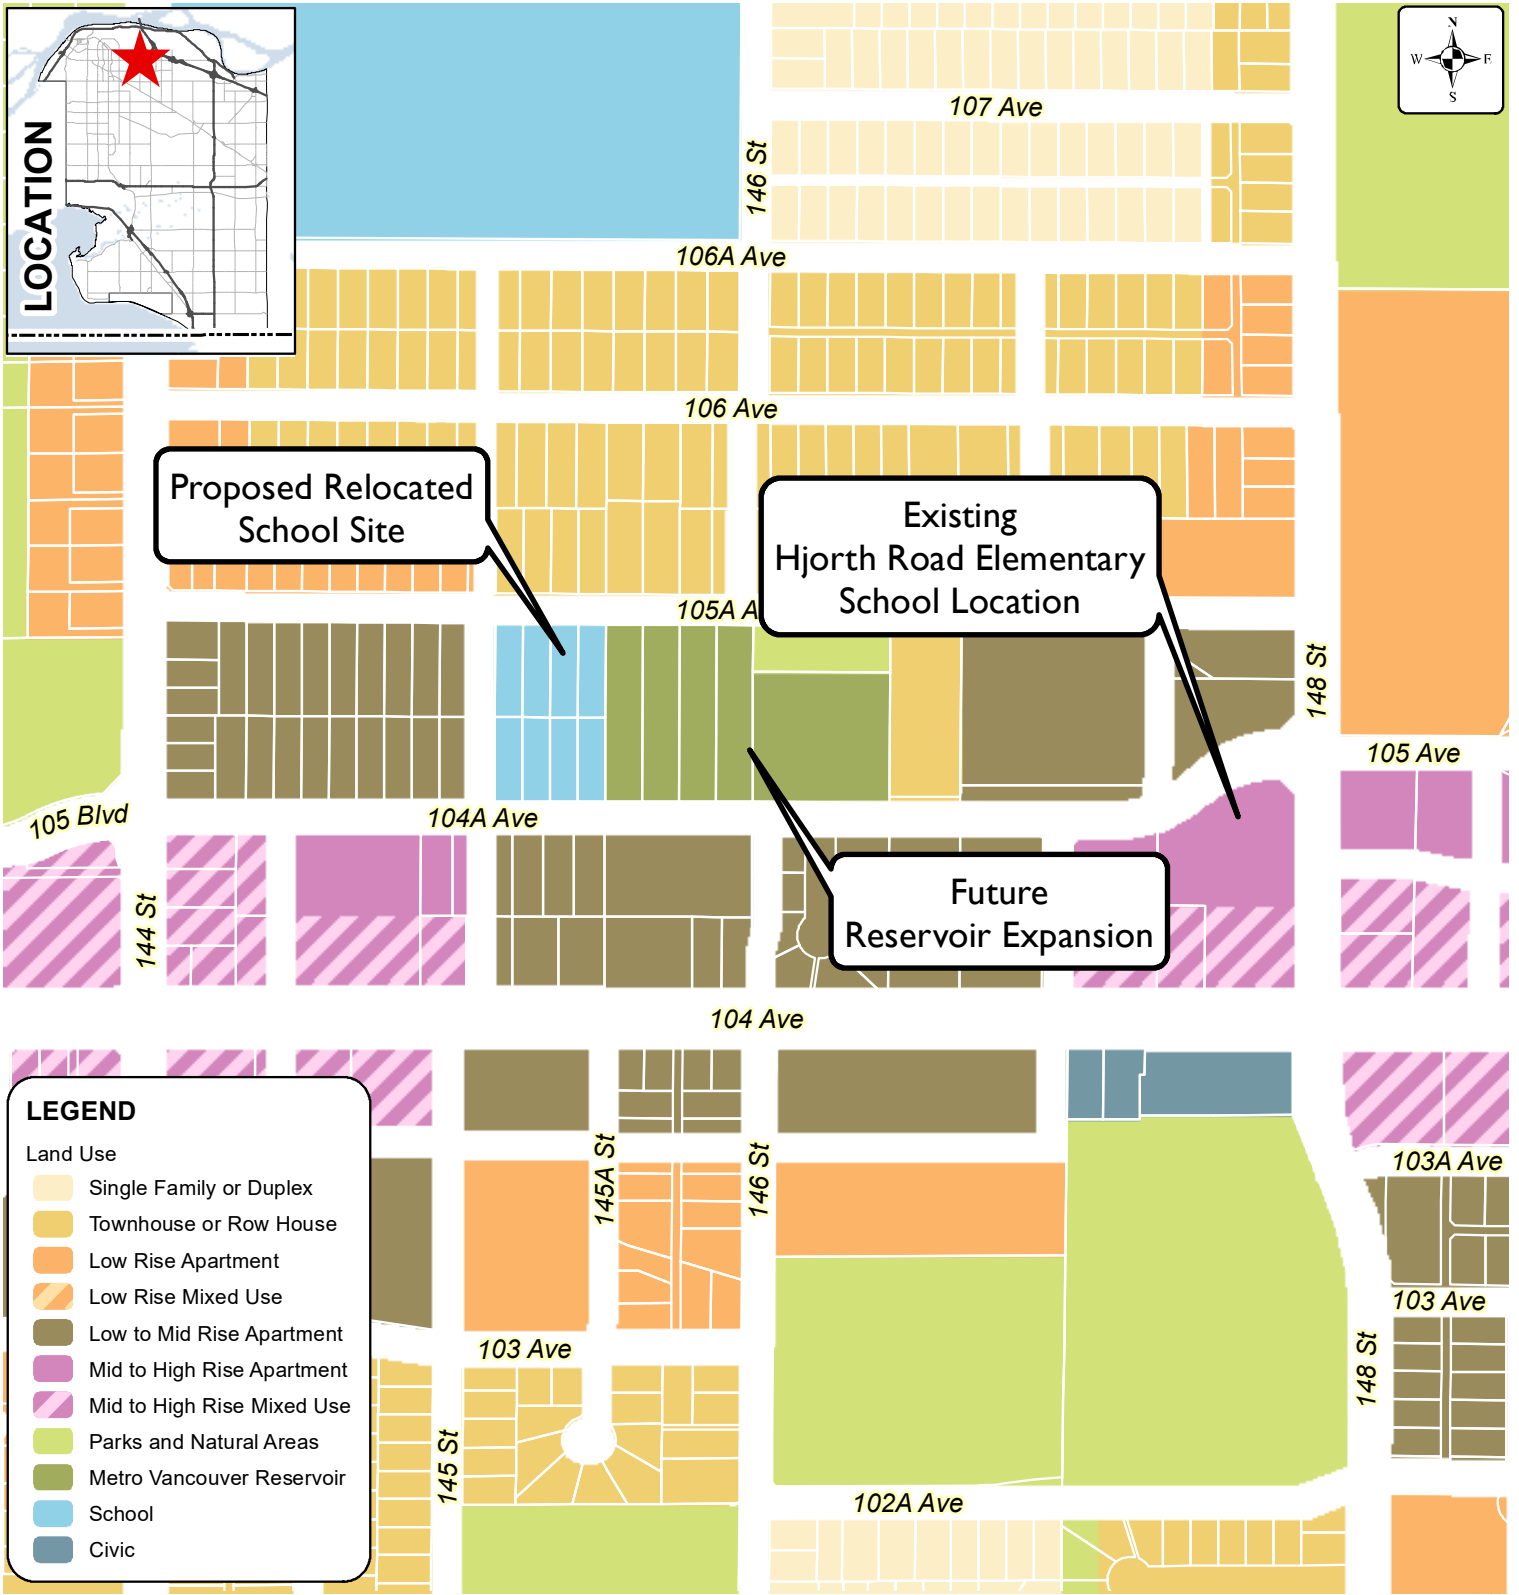 LOCATION
N
W E
S
107 Ave
146 St
106A Ave
106 Ave
Proposed Relocated
School Site
Existing
Hjorth Road Elementary
School Location
105A A
148 St
105 Ave
105 Blvd
104A Ave
144 St
Future
Reservoir Expansion
104 Ave
145A St
146 St
103A Ave
103 Ave
103 Ave
148 St
145 St
102A Ave
LEGEND
Land Use
Single Family or Duplex
Townhouse or Row House
Low Rise Apartment
Low Rise Mixed Use
Low to Mid Rise Apartment
Mid to High Rise Apartment
Mid to High Rise Mixed Use
Parks and Natural Areas
Metro Vancouver Reservoir
School
Civic